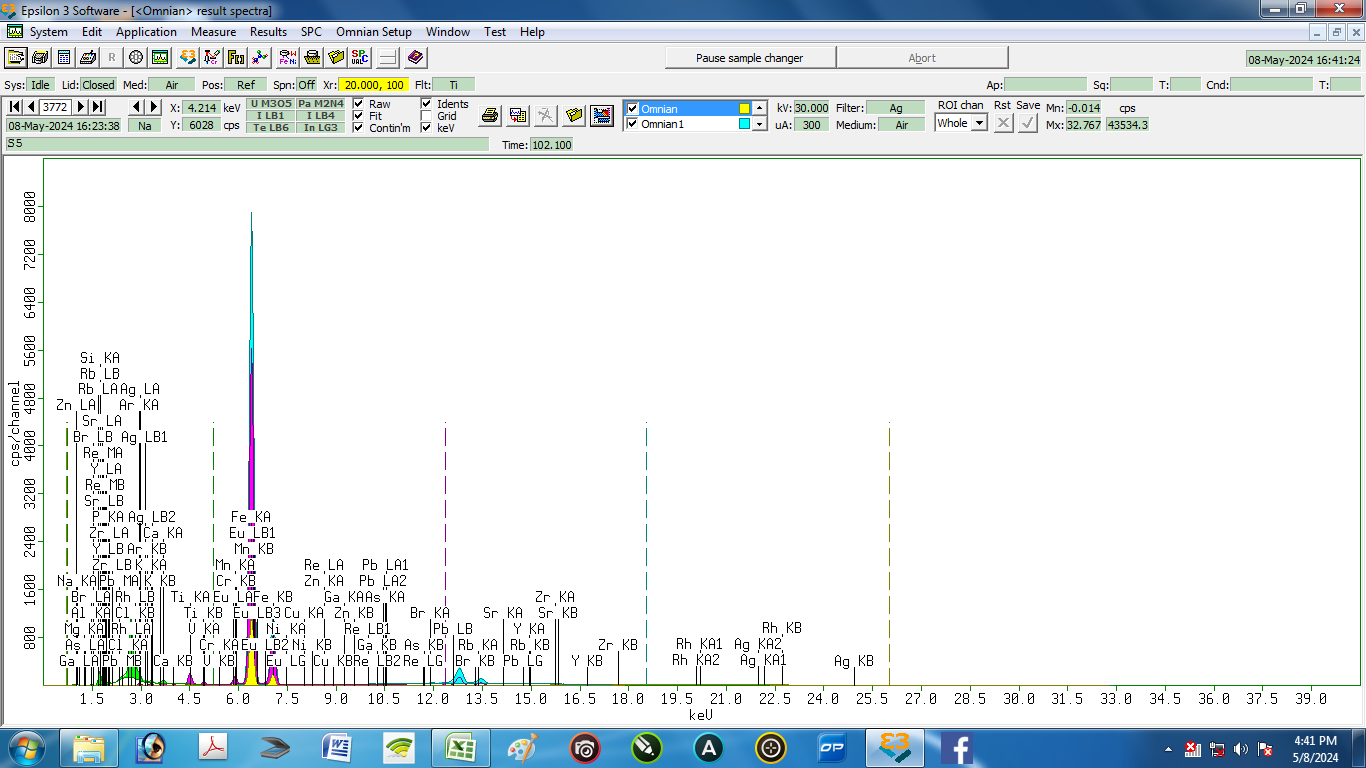 Epsilon 3 Software - [<Omnian> result spectra]
System Edit Application Measure Results SPC Omnian Setup Window Test Help
Pause sample changer Abort 08-May-2024 16:41:24
Sys: Idle Lid: Closed Med: Air Pos: Ref Spn: Off Xr: 20.000, 100 Flt: Ti Ap: Sq: T: Cnd: T:
3772 X: 4.214 keV U M3O5 Pa M2N4 Raw Idents Omnian kV: 30.000 Filter: Ag ROI chan Rst Save Mn: -0.014 cps
I LB1 I LB4 Fit Grid
08-May-2024 16:23:38 Na Y: 6028 cps Te LB6 In LG3 Contin'm keV Omnian1 uA: 300 Medium: Air Whole Mx: 32.767 43534.3
S5 Time: 102.100
8000
7200
6400
5600
4800
4000
3200
2400
1600
800
cps/channel
Si KA
Rb LB
Rb LA Ag LA
Zn LA Ar KA
Sr LA
Br LB Ag LB1
Re MA
Y LA
Re MB
Sr LB
P KA Ag LB2 Fe KA
Zr LA Ca KA Eu LB1
Y LB Ar KB Mn KB
Zr LB K KA Mn KA Re LA Pb LA1
Na KA Pb MA K KB Cr KB Zn KA Pb LA2
Br LA Rh LB Ti KA Eu LA Fe KB Ga KA As KA Zr KA
Al KA Cl KB Ti KB Eu LB3 Cu KA Zn KB Br KA Sr KA Sr KB
Mg KA Rh LA V KA Ni KA Re LB1 Pb LB Y KA Rh KB
As LA Cl KA Cr KA Eu LB2 Ni KB Ga KB As KB Rb KA Rb KB Zr KB Rh KA1 Ag KA2
Ga LA Pb MB Ca KB V KB Eu LG Cu KB Re LB2 Re LG Br KB Pb LG Y KB Rh KA2 Ag KA1 Ag KB
1.5 3.0 4.5 6.0 7.5 9.0 10.5 12.0 13.5 15.0 16.5 18.0 19.5 21.0 22.5 24.0 25.5 27.0 28.5 30.0 31.5 33.0 34.5 36.0 37.5 39.0
keV
4:41 PM
5/8/2024